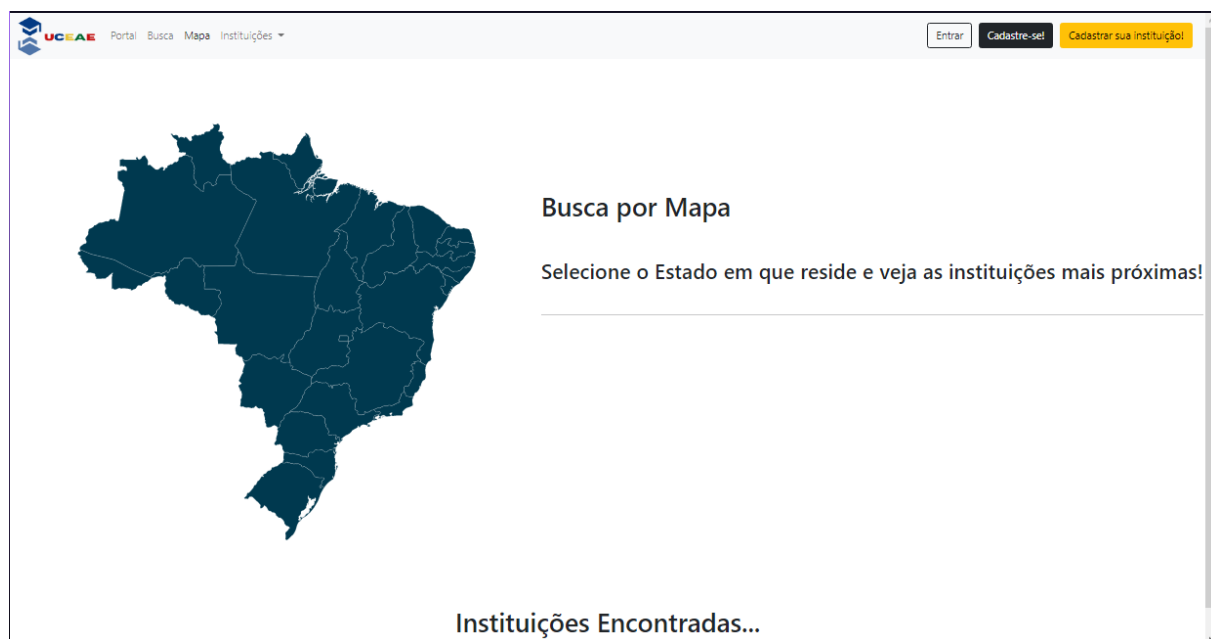 UCEAE Portal Busca Mapa Instituições Entrar Cadastre-se! Cadastrar sua instituição!
Busca por Mapa
Selecione o Estado em que reside e veja as instituições mais próximas!
Instituições Encontradas...